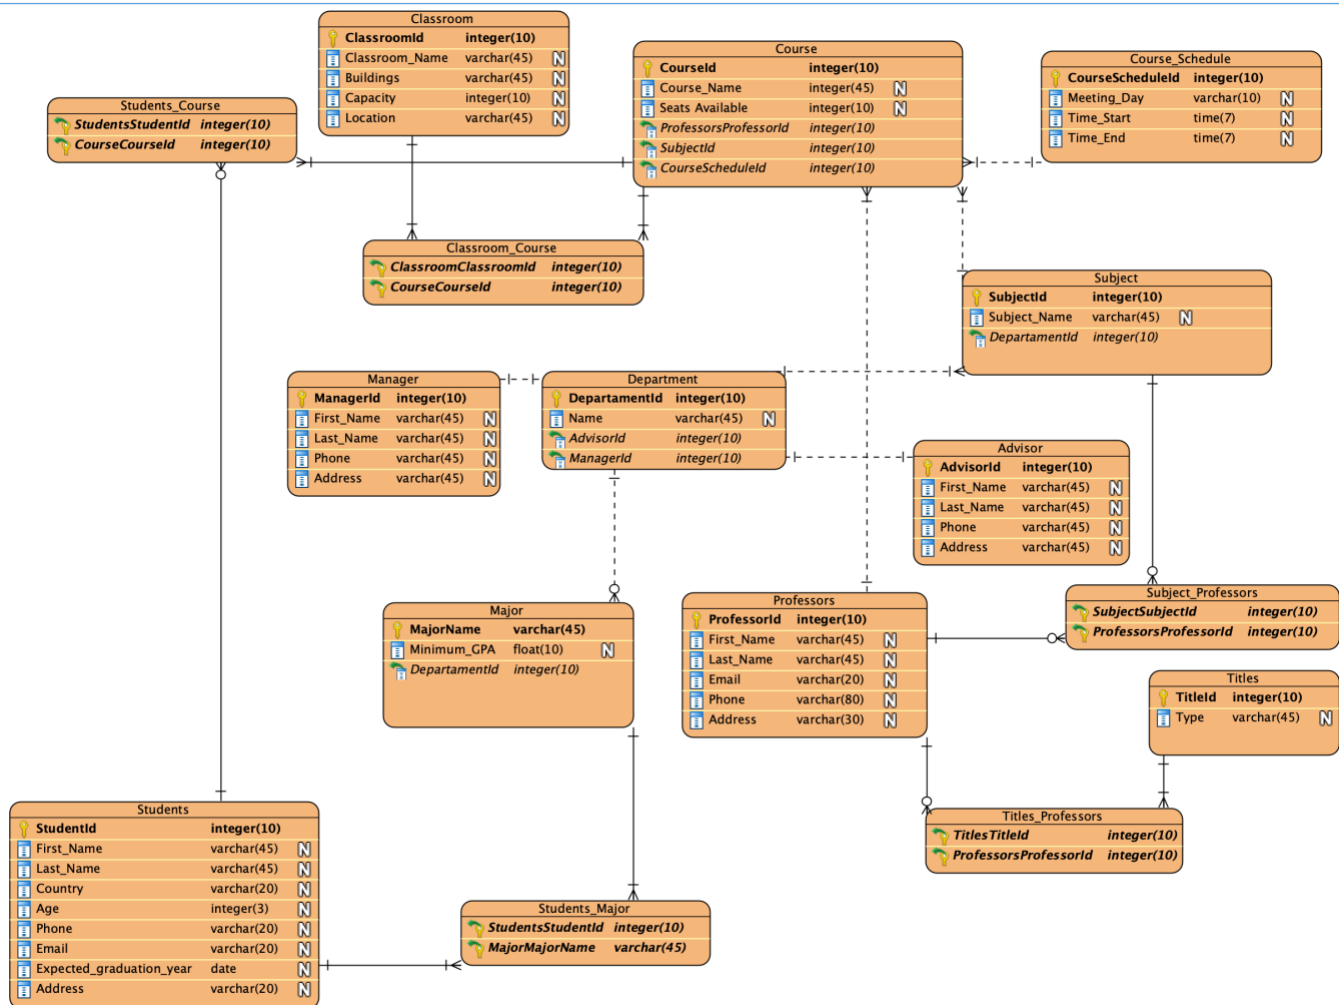 Classroom
ClassroomId integer(10)
Classroom_Name varchar(45) N
Buildings varchar(45) N
Capacity integer(10) N
Location varchar(45) N
Course
CourseId integer(10)
Course_Name integer(45) N
Seats Available integer(10) N
ProfessorsProfessorId integer(10)
SubjectId integer(10)
CourseScheduleId integer(10)
Course_Schedule
CourseScheduleId integer(10)
Meeting_Day varchar(10) N
Time_Start time(7) N
Time_End time(7) N
Students_Course
StudentsStudentId integer(10)
CourseCourseId integer(10)
Classroom_Course
ClassroomClassroomId integer(10)
CourseCourseId integer(10)
Subject
SubjectId integer(10)
Subject_Name varchar(45) N
DepartamentId integer(10)
Manager
ManagerId integer(10)
First_Name varchar(45) N
Last_Name varchar(45) N
Phone varchar(45) N
Address varchar(45) N
Department
DepartamentId integer(10)
Name varchar(45) N
AdvisorId integer(10)
ManagerId integer(10)
Advisor
AdvisorId integer(10)
First_Name varchar(45) N
Last_Name varchar(45) N
Phone varchar(45) N
Address varchar(45) N
Major
MajorName varchar(45)
Minimum_GPA float(10) N
DepartamentId integer(10)
Professors
ProfessorId integer(10)
First_Name varchar(45) N
Last_Name varchar(45) N
Email varchar(20) N
Phone varchar(80) N
Address varchar(30) N
Subject_Professors
SubjectSubjectId integer(10)
ProfessorsProfessorId integer(10)
Titles
TitleId integer(10)
Type varchar(45) N
Titles_Professors
TitlesTitleId integer(10)
ProfessorsProfessorId integer(10)
Students
StudentId integer(10)
First_Name varchar(45) N
Last_Name varchar(45) N
Country varchar(20) N
Age integer(3) N
Phone varchar(20) N
Email varchar(20) N
Expected_graduation_year date N
Address varchar(20) N
Students_Major
StudentsStudentId integer(10)
MajorMajorName varchar(45)